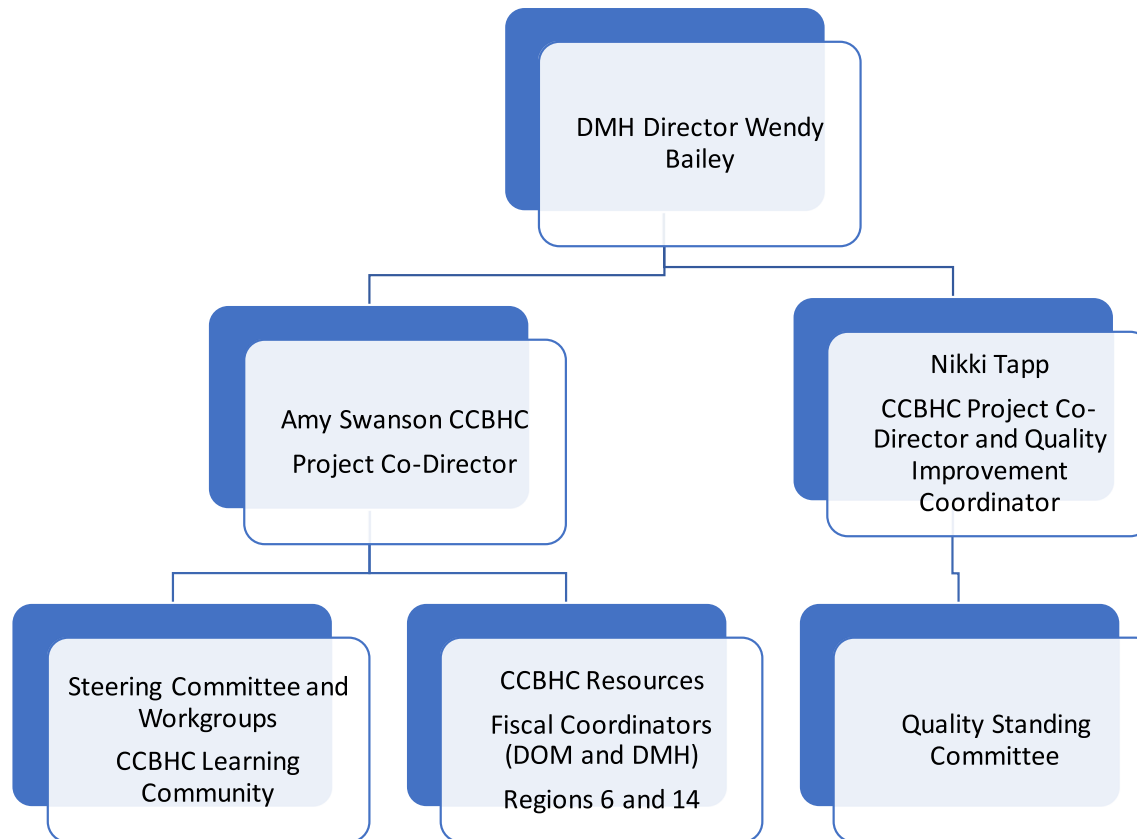 DMH Director Wendy
Bailey
Amy Swanson CCBHC
Project Co-Director
Nikki Tapp
CCBHC Project Co-
Director and Quality
Improvement
Coordinator
Steering Committee and
Workgroups
CCBHC Learning
Community
CCBHC Resources
Fiscal Coordinators
(DOM and DMH)
Regions 6 and 14
Quality Standing
Committee